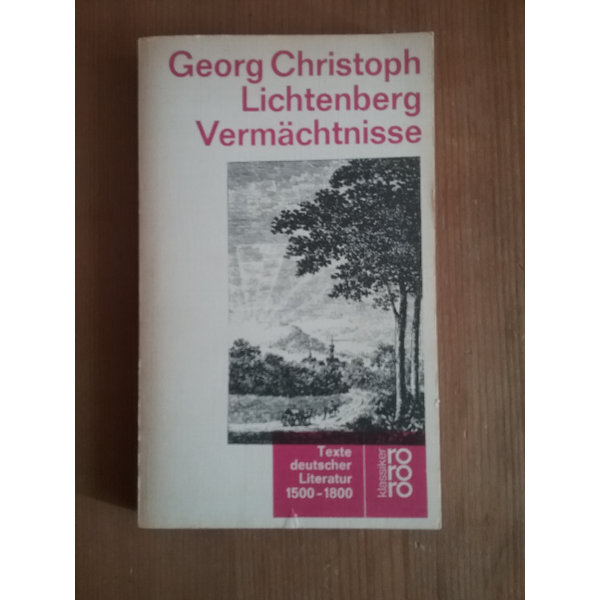 Georg Christoph
Lichtenberg
Vermächtnisse
Texte
deutscher
Literatur
1500-1800
klassiker
ro
ro
ro